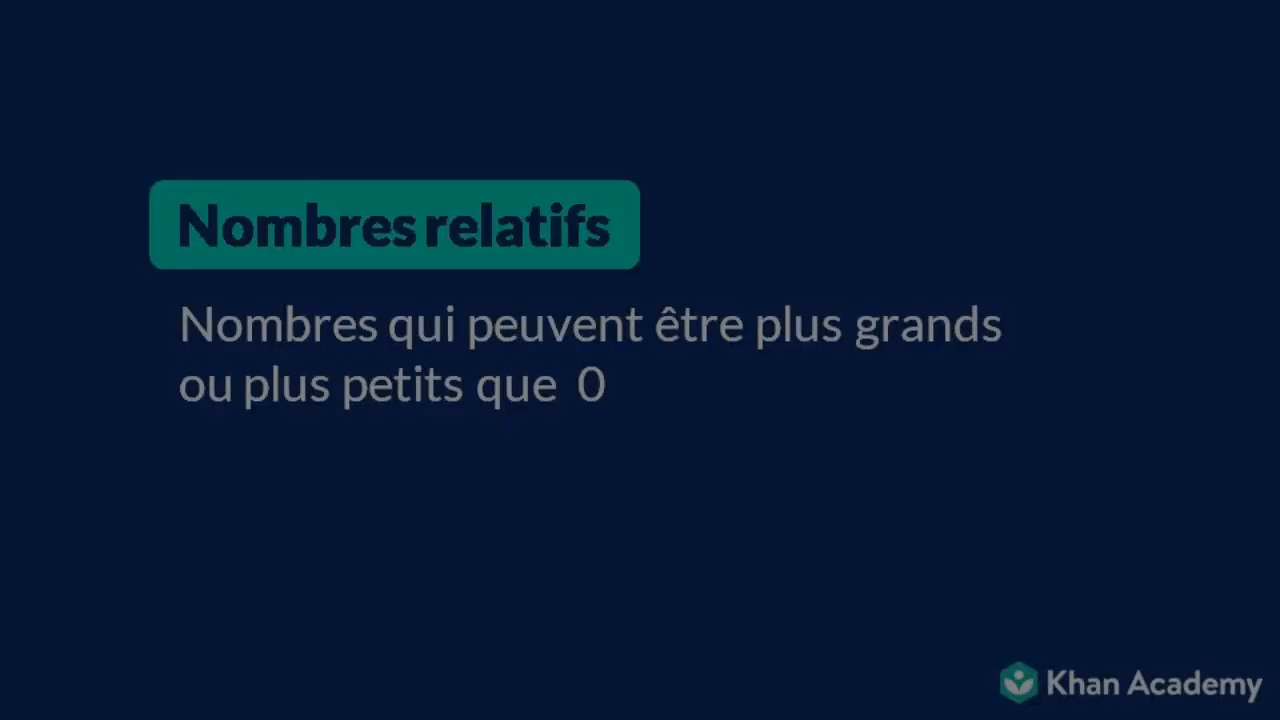 Nombres relatifs
Nombres qui peuvent être plus grands
ou plus petits que 0
Khan Academy